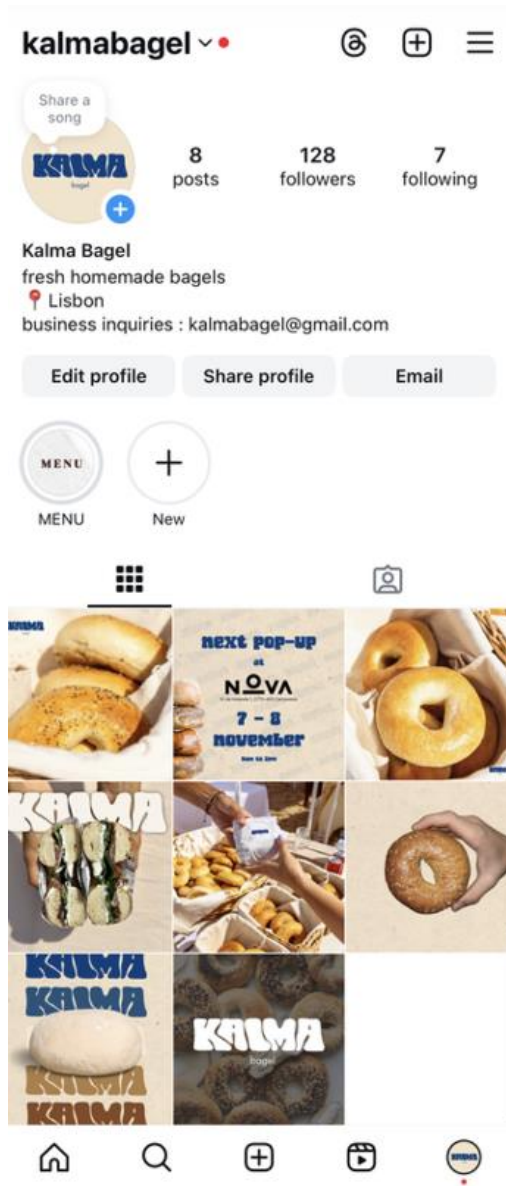 kalmabagel
Share a
song
KALMA
bagel
8
posts
128
followers
7
following
Kalma Bagel
fresh homemade bagels
📍 Lisbon
business inquiries : kalmabagel@gmail.com
Edit profile
Share profile
Email
MENU
MENU
New
KALMA
next pop-up
at
NOVA
7 - 8
november
KALMA
KALMA
KALMA
KALMA
KALMA
KALMA
KALMA
bagel